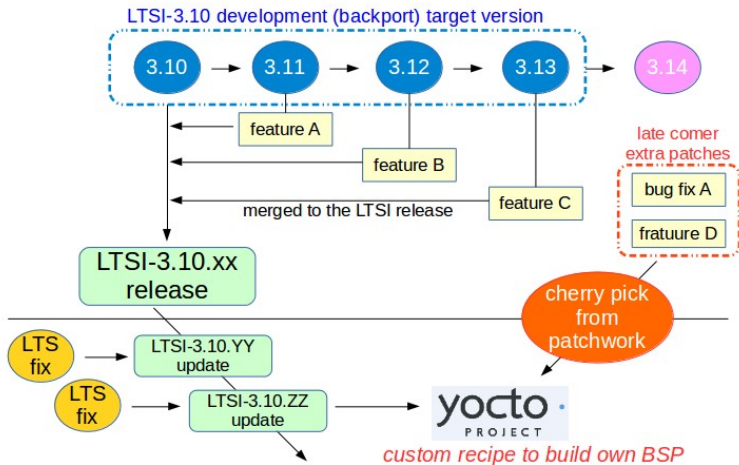 LTSI-3.10 development (backport) target version
3.10
3.11
3.12
3.13
3.14
feature A
feature B
feature C
merged to the LTSI release
late comer
extra patches
bug fix A
fratuure D
LTSI-3.10.xx
release
cherry pick
from
patchwork
LTS
fix
LTSI-3.10.YY
update
LTS
fix
LTSI-3.10.ZZ
update
yocto
PROJECT
custom recipe to build own BSP